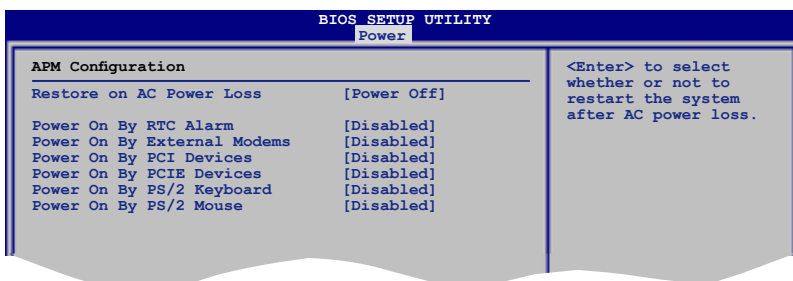 BIOS SETUP UTILITY
Power
APM Configuration
Restore on AC Power Loss [Power Off]
Power On By RTC Alarm [Disabled]
Power On By External Modems [Disabled]
Power On By PCI Devices [Disabled]
Power On By PCIE Devices [Disabled]
Power On By PS/2 Keyboard [Disabled]
Power On By PS/2 Mouse [Disabled]
<Enter> to select
whether or not to
restart the system
after AC power loss.